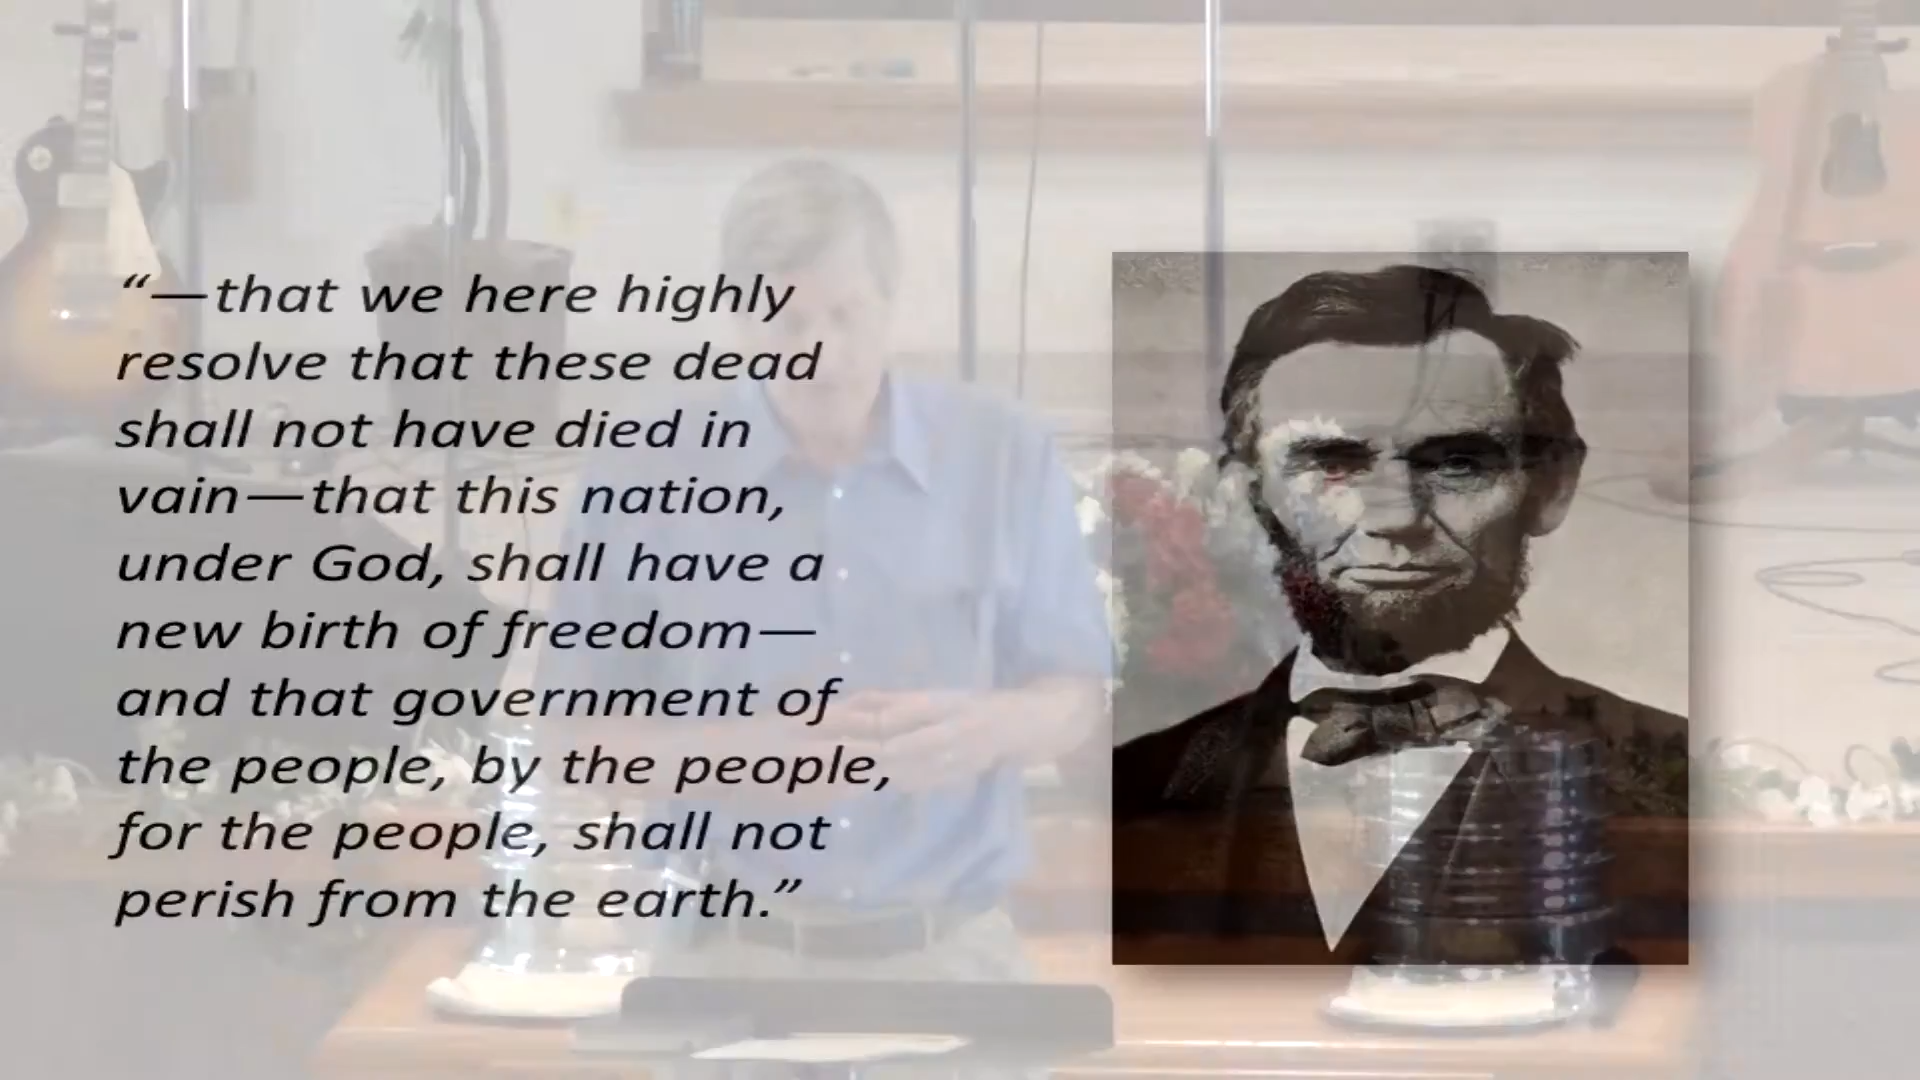 “—that we here highly
resolve that these dead
shall not have died in
vain—that this nation,
under God, shall have a
new birth of freedom—
and that government of
the people, by the people,
for the people, shall not
perish from the earth.”